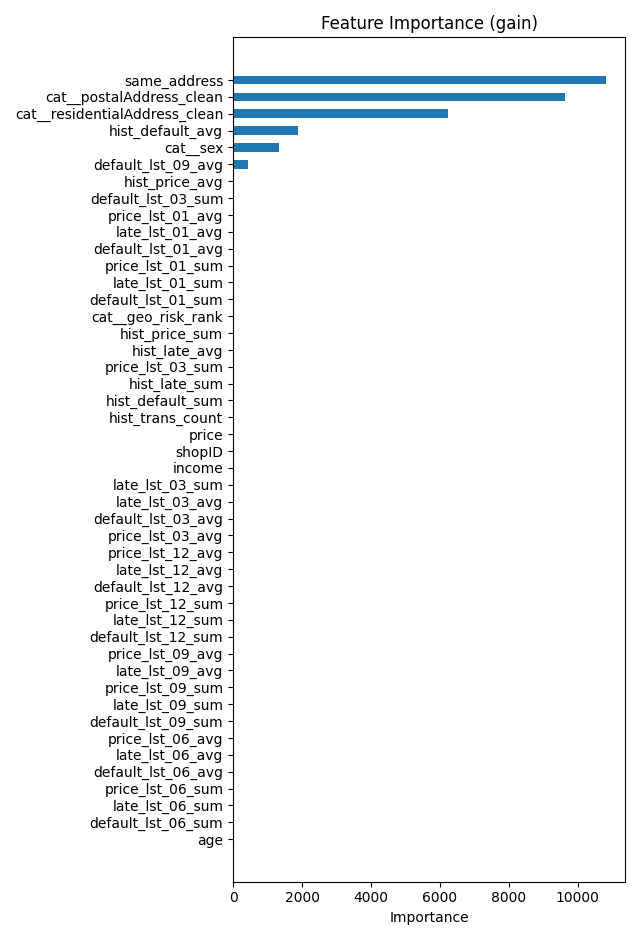 Feature Importance (gain)
same_address
cat__postalAddress_clean
cat__residentialAddress_clean
hist_default_avg
cat__sex
default_lst_09_avg
hist_price_avg
default_lst_03_sum
price_lst_01_avg
late_lst_01_avg
default_lst_01_avg
price_lst_01_sum
late_lst_01_sum
default_lst_01_sum
cat__geo_risk_rank
hist_price_sum
hist_late_avg
price_lst_03_sum
hist_late_sum
hist_default_sum
hist_trans_count
price
shopID
income
late_lst_03_sum
late_lst_03_avg
default_lst_03_avg
price_lst_03_avg
price_lst_12_avg
late_lst_12_avg
default_lst_12_avg
price_lst_12_sum
late_lst_12_sum
default_lst_12_sum
price_lst_09_avg
late_lst_09_avg
price_lst_09_sum
late_lst_09_sum
default_lst_09_sum
price_lst_06_avg
late_lst_06_avg
default_lst_06_avg
price_lst_06_sum
late_lst_06_sum
default_lst_06_sum
age
0 2000 4000 6000 8000 10000
Importance